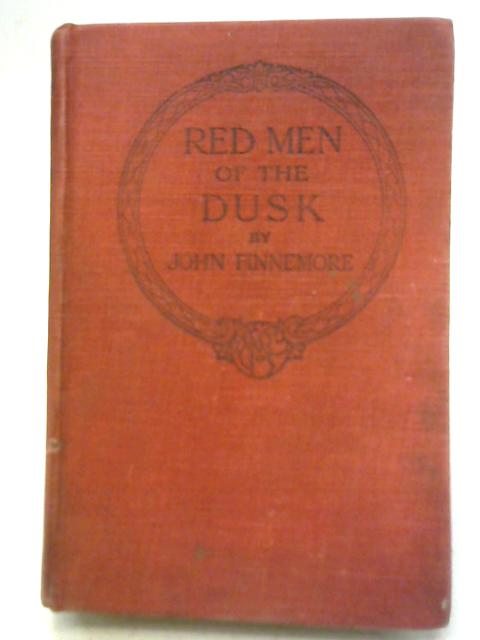 RED MEN
OF THE
DUSK
BY
JOHN FINNEMORE